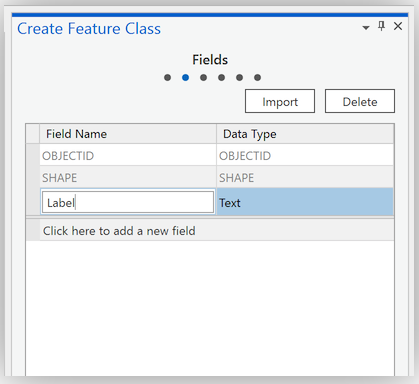 Create Feature Class
Fields
Import Delete
Field Name Data Type
OBJECTID OBJECTID
SHAPE SHAPE
Label Text
Click here to add a new field